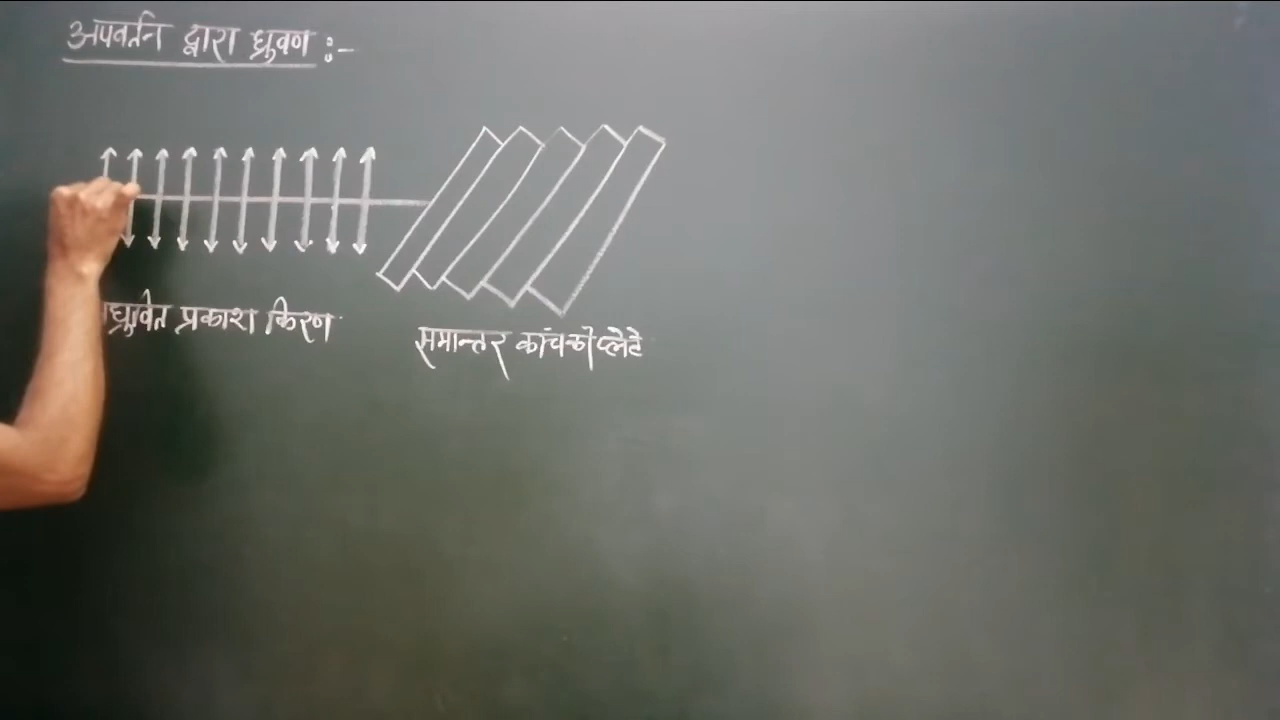 अपवर्तन द्वारा ध्रुवण :-
प्रकाश किरण
समान्तर कांच की प्लेटे